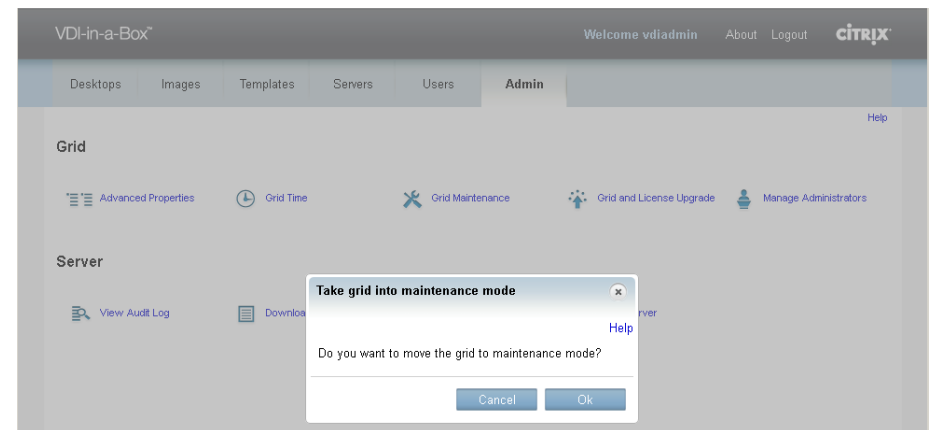 VDI-in-a-Box™ Welcome vdiadmin About Logout CİTRIX
Desktops Images Templates Servers Users Admin
Help
Grid
Advanced Properties Grid Time Grid Maintenance Grid and License Upgrade Manage Administrators
Server
View Audit Log
Take grid into maintenance mode
Help
Do you want to move the grid to maintenance mode?
Cancel Ok